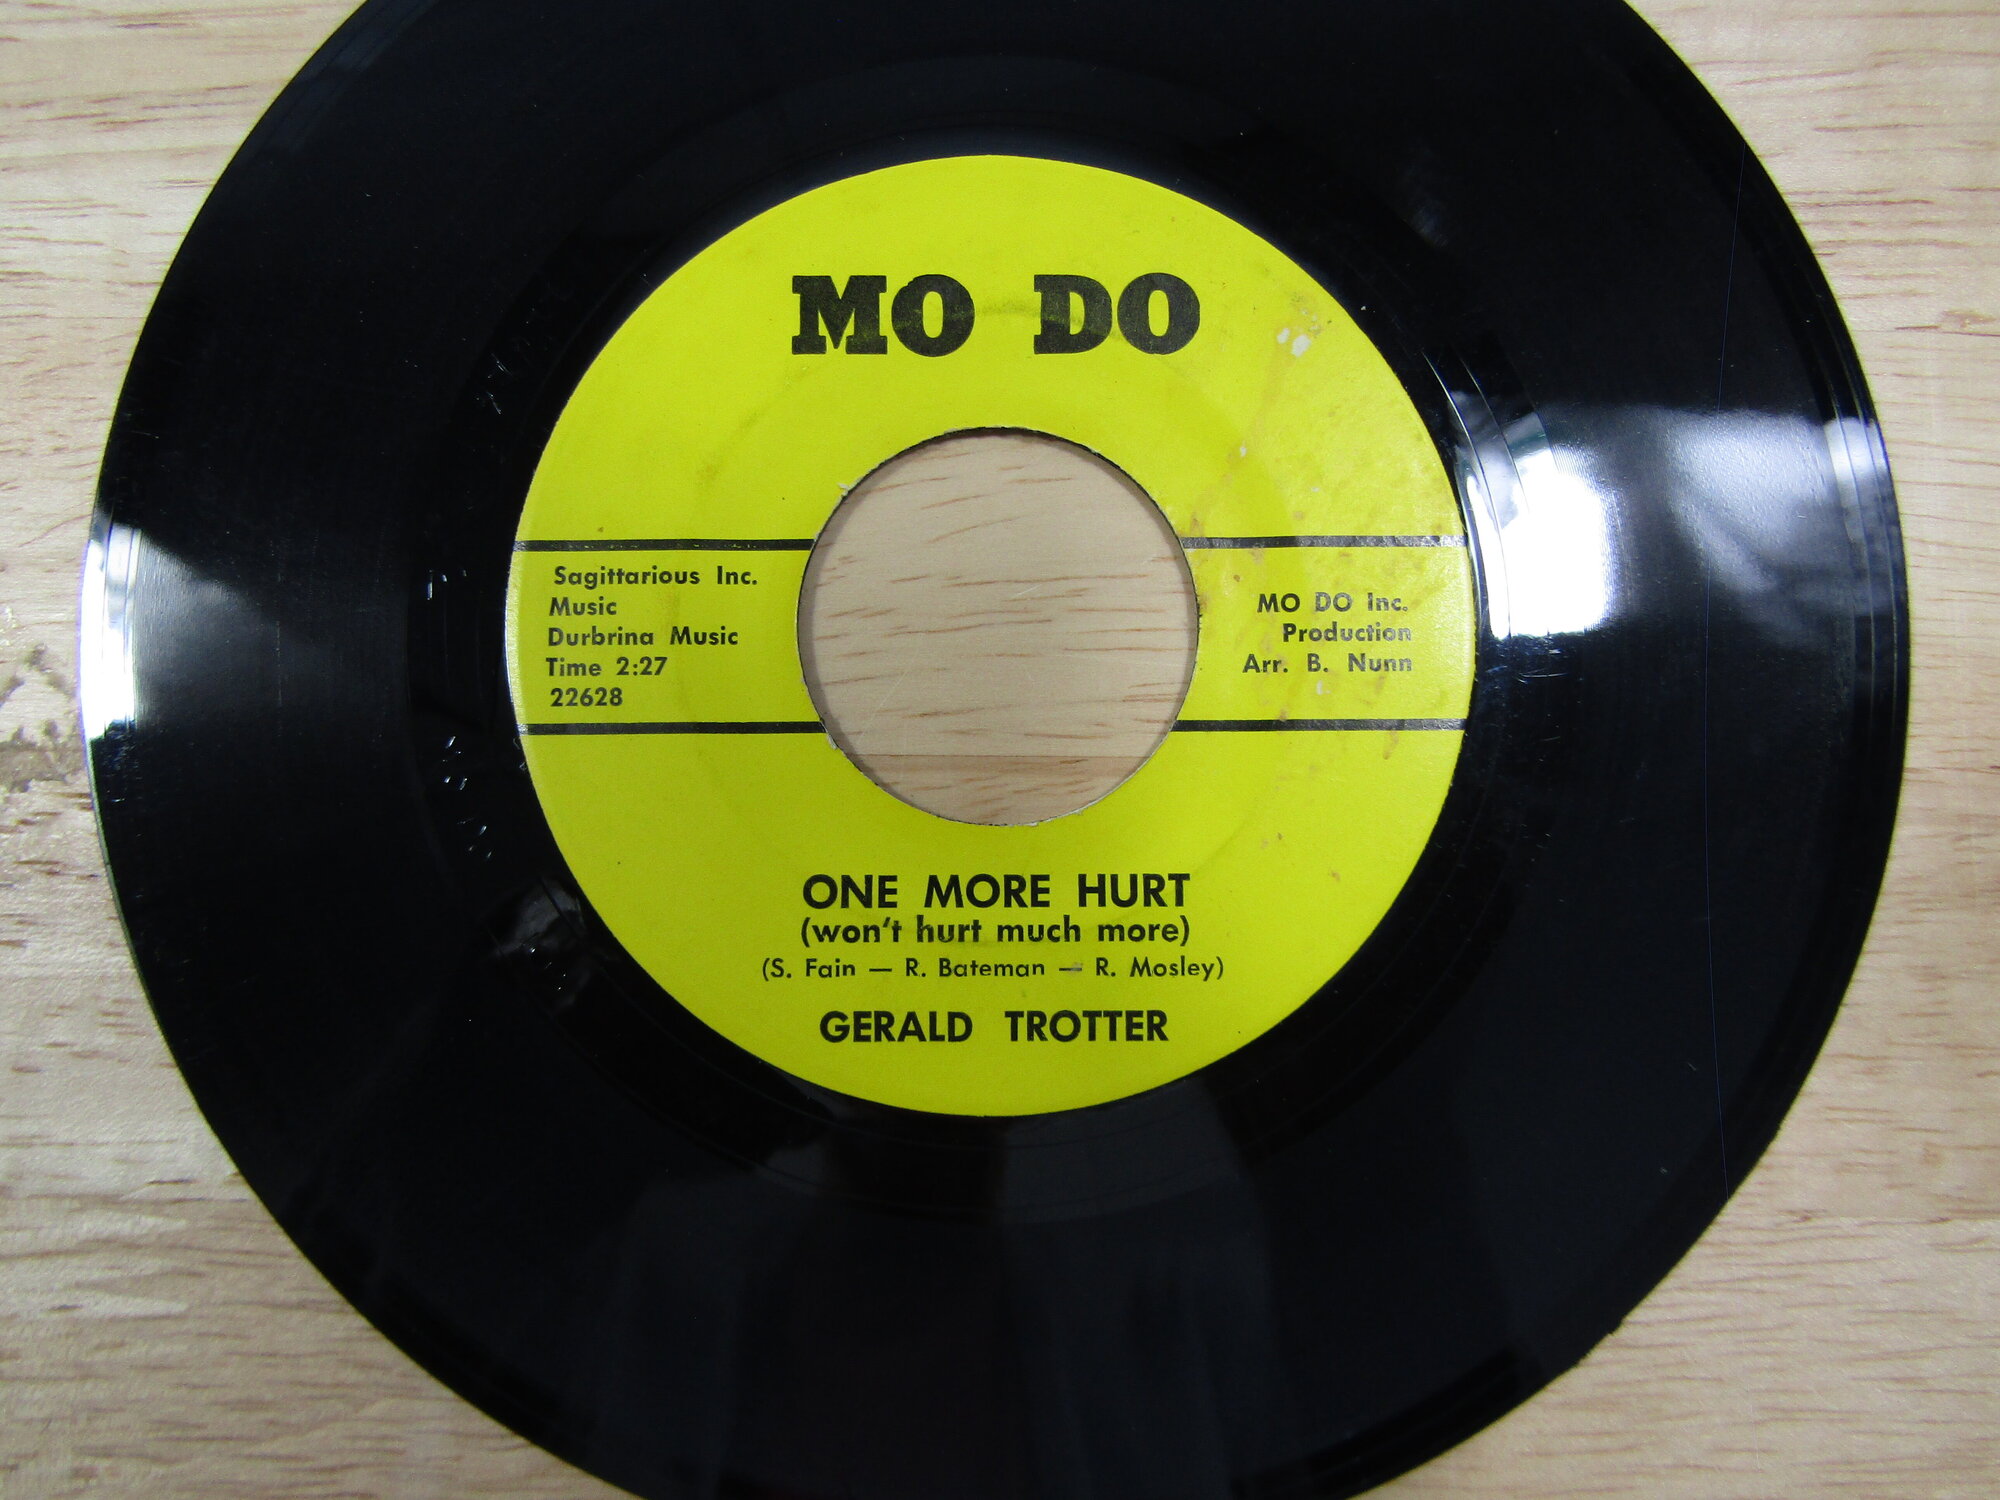 MO DO
Sagittarious Inc.
Music
Durbrina Music
Time 2:27
22628
MO DO Inc.
Production
Arr. B. Nunn
ONE MORE HURT
(won't hurt much more)
(S. Fain — R. Bateman — R. Mosley)
GERALD TROTTER